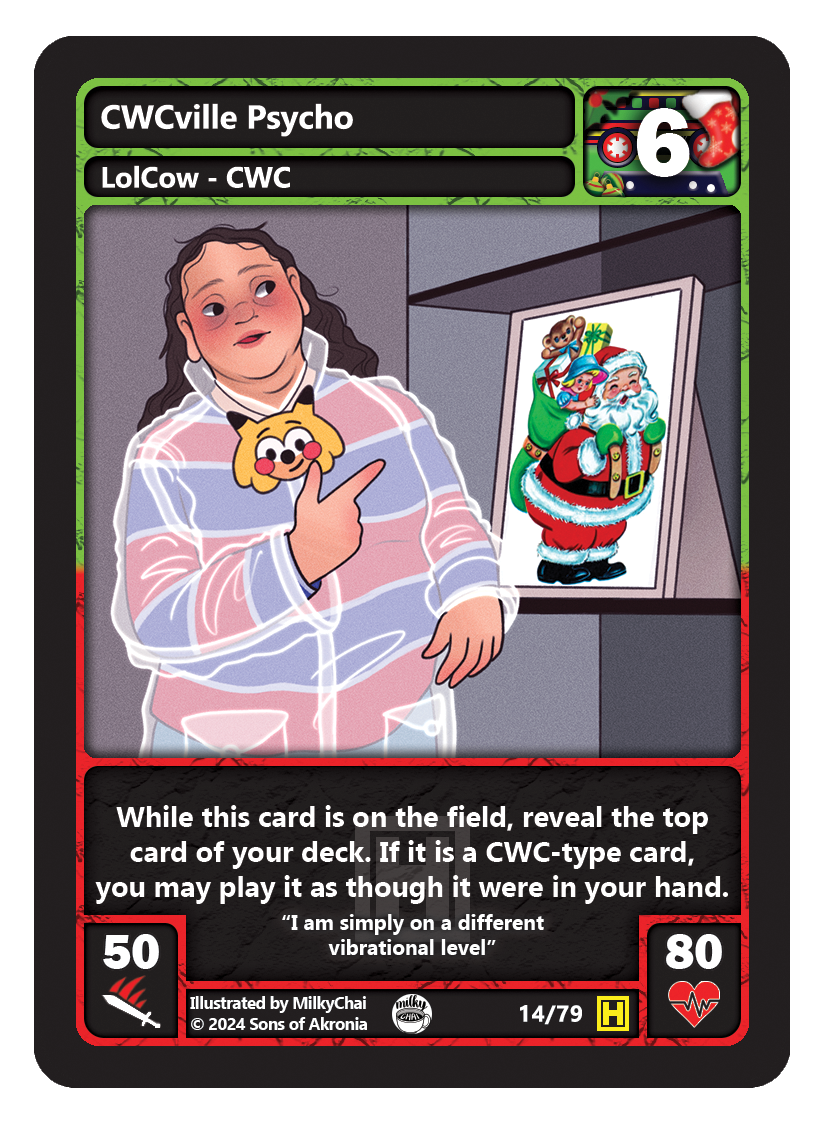 CWCville Psycho
6
LolCow - CWC
While this card is on the field, reveal the top
card of your deck. If it is a CWC-type card,
you may play it as though it were in your hand.
“I am simply on a different
vibrational level”
50
80
Illustrated by MilkyChai
© 2024 Sons of Akronia
milky
CHAI
14/79
H